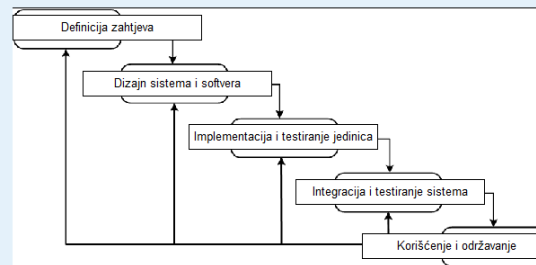 Definicija zahtjeva
Dizajn sistema i softvera
Implementacija i testiranje jedinica
Integracija i testiranje sistema
Korišćenje i održavanje